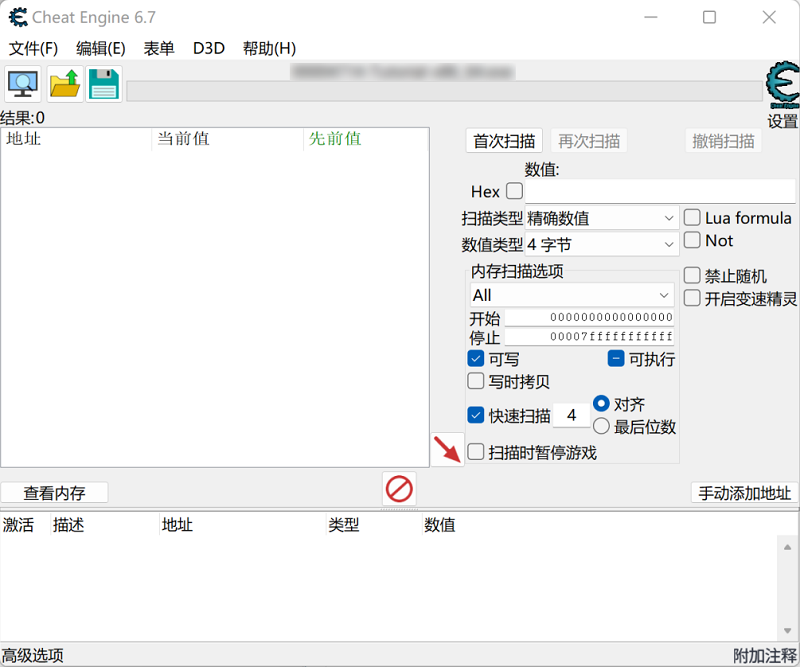 Cheat Engine 6.7
文件(F) 编辑(E) 表单 D3D 帮助(H)
Cheat Engine
设置
结果:0
地址 当前值 先前值
首次扫描 再次扫描 撤销扫描
数值:
Hex
扫描类型 精确数值 Lua formula
数值类型 4 字节 Not
内存扫描选项
All
禁止随机
开启变速精灵
开始 0000000000000000
停止 00007fffffffffff
可写 可执行
写时拷贝
快速扫描 4 对齐
最后位数
扫描时暂停游戏
查看内存 手动添加地址
激活 描述 地址 类型 数值
高级选项 附加注释